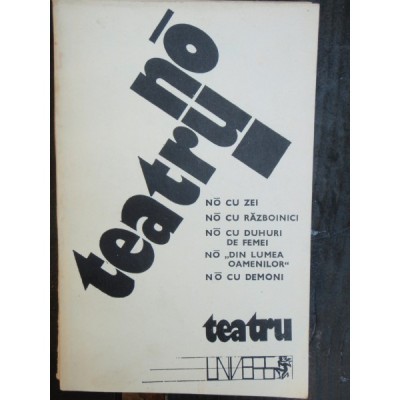 teatru nō
NŌ CU ZEI
NŌ CU RĂZBOINICI
NŌ CU DUHURI
DE FEMEI
NŌ „DIN LUMEA
OAMENILOR“
NŌ CU DEMONI
teatru
UNIVERS